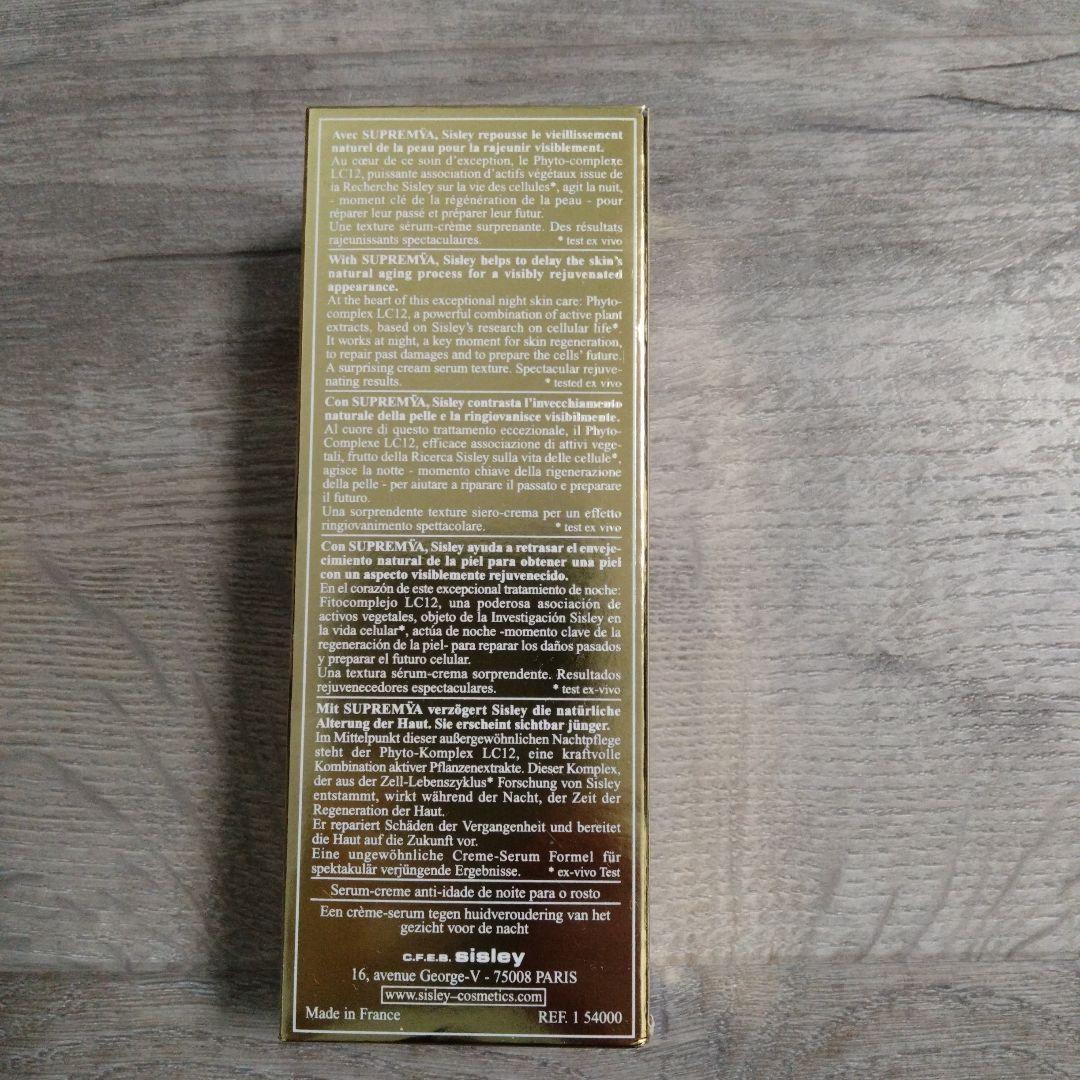 Avec SUPREMŸA, Sisley repousse le vieillissement
naturel de la peau pour la rajeunir visiblement.
Au cœur de ce soin d'exception, le Phyto-complexe
LC12, puissante association d'actifs végétaux issue de
la Recherche Sisley sur la vie des cellules*, agit la nuit,
- moment clé de la régénération de la peau - pour
réparer leur passé et préparer leur futur.
Une texture sérum-crème surprenante. Des résultats
rajeunissants spectaculaires. * test ex vivo
With SUPREMŸA, Sisley helps to delay the skin's
natural aging process for a visibly rejuvenated
appearance.
At the heart of this exceptional night skin care: Phyto-
complex LC12, a powerful combination of active plant
extracts, based on Sisley's research on cellular life*.
It works at night, a key moment for skin regeneration,
to repair past damages and to prepare the cells' future.
A surprising cream serum texture. Spectacular rejuve-
nating results. * tested ex vivo
Con SUPREMŸA, Sisley contrasta l'invecchiamento
naturale della pelle e la ringiovanisce visibilmente.
Al cuore di questo trattamento eccezionale, il Phyto-
Complexe LC12, efficace associazione di attivi vege-
tali, frutto della Ricerca Sisley sulla vita delle cellule*,
agisce la notte - momento chiave della rigenerazione
della pelle - per aiutare a riparare il passato e preparare
il futuro.
Una sorprendente texture siero-crema per un effetto
ringiovanimento spettacolare. * test ex vivo
Con SUPREMŸA, Sisley ayuda a retrasar el enveje-
cimiento natural de la piel para obtener una piel
con un aspecto visiblemente rejuvenecido.
En el corazón de este excepcional tratamiento de noche:
Fitocomplejo LC12, una poderosa asociación de
activos vegetales, objeto de la Investigación Sisley en
la vida celular*, actúa de noche -momento clave de la
regeneración de la piel- para reparar los daños pasados
y preparar el futuro celular.
Una textura sérum-crema sorprendente. Resultados
rejuvenecedores espectaculares. * test ex-vivo
Mit SUPREMŸA verzögert Sisley die natürliche
Alterung der Haut. Sie erscheint sichtbar jünger.
Im Mittelpunkt dieser außergewöhnlichen Nachtpflege
steht der Phyto-Komplex LC12, eine kraftvolle
Kombination aktiver Pflanzenextrakte. Dieser Komplex,
der aus der Zell-Lebenszyklus* Forschung von Sisley
entstammt, wirkt während der Nacht, der Zeit der
Regeneration der Haut.
Er repariert Schäden der Vergangenheit und bereitet
die Haut auf die Zukunft vor.
Eine ungewöhnliche Creme-Serum Formel für
spektakulär verjüngende Ergebnisse. * ex-vivo Test
Serum-creme anti-idade de noite para o rosto
Een crème-serum tegen huidveroudering van het
gezicht voor de nacht
C.F.E.B. sisley
16, avenue George-V - 75008 PARIS
www.sisley-cosmetics.com
Made in France REF. 1 54000